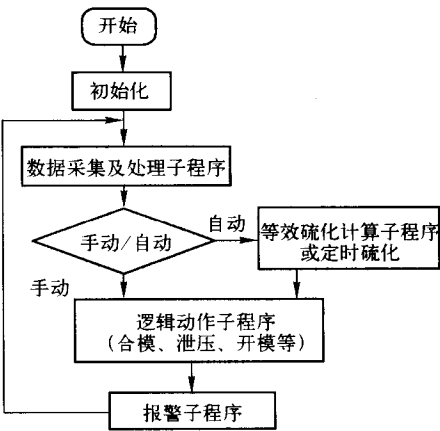 开始
初始化
数据采集及处理子程序
手动/自动
自动
等效硫化计算子程序
或定时硫化
手动
逻辑动作子程序
(合模、泄压、开模等)
报警子程序